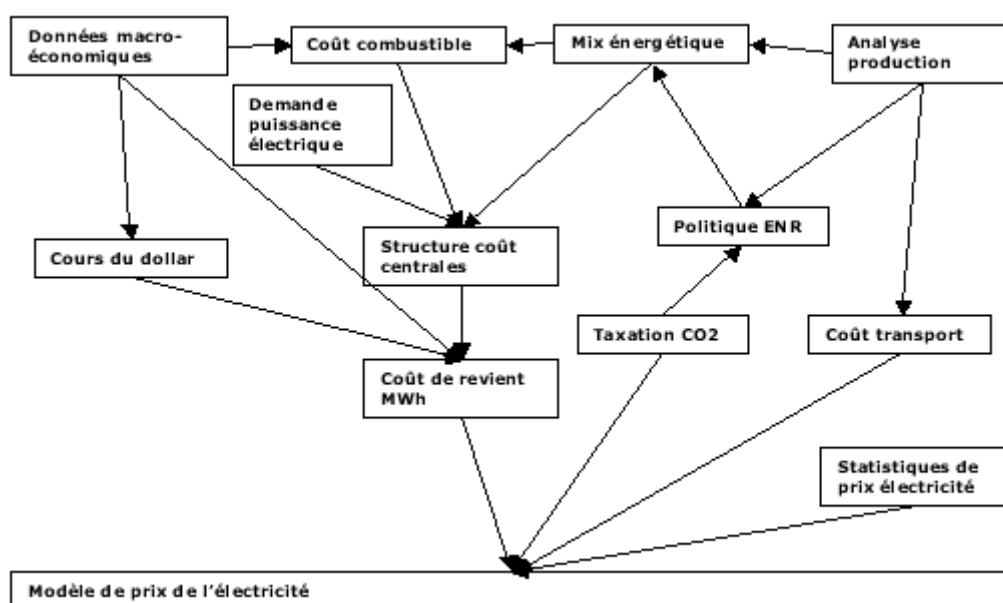 Données macro-
économiques
Coût combustible
Mix énergétique
Analyse
production
Demande
puissance
électrique
Politique ENR
Cours du dollar
Structure coût
centrales
Taxation CO2
Coût transport
Coût de revient
MWh
Statistiques de
prix électricité
Modèle de prix de l'électricité